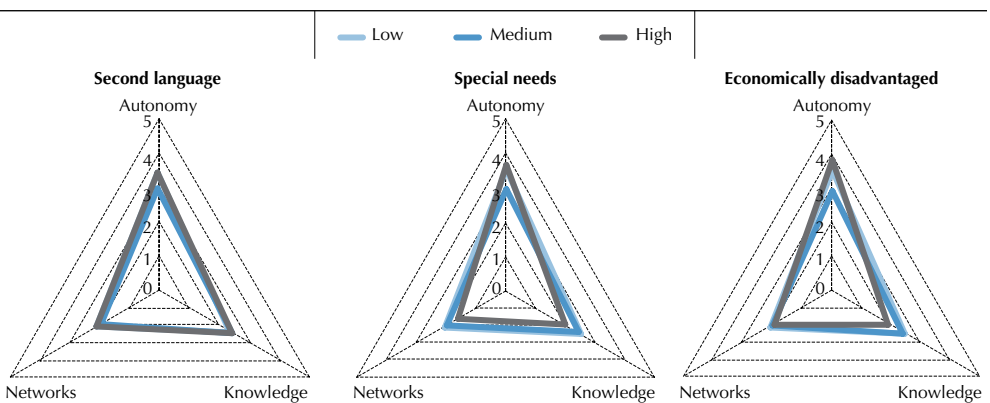 Low Medium High
Second language
Autonomy
5
4
3
2
1
0
Networks Knowledge
Special needs
Autonomy
5
4
3
2
1
0
Networks Knowledge
Economically disadvantaged
Autonomy
5
4
3
2
1
0
Networks Knowledge